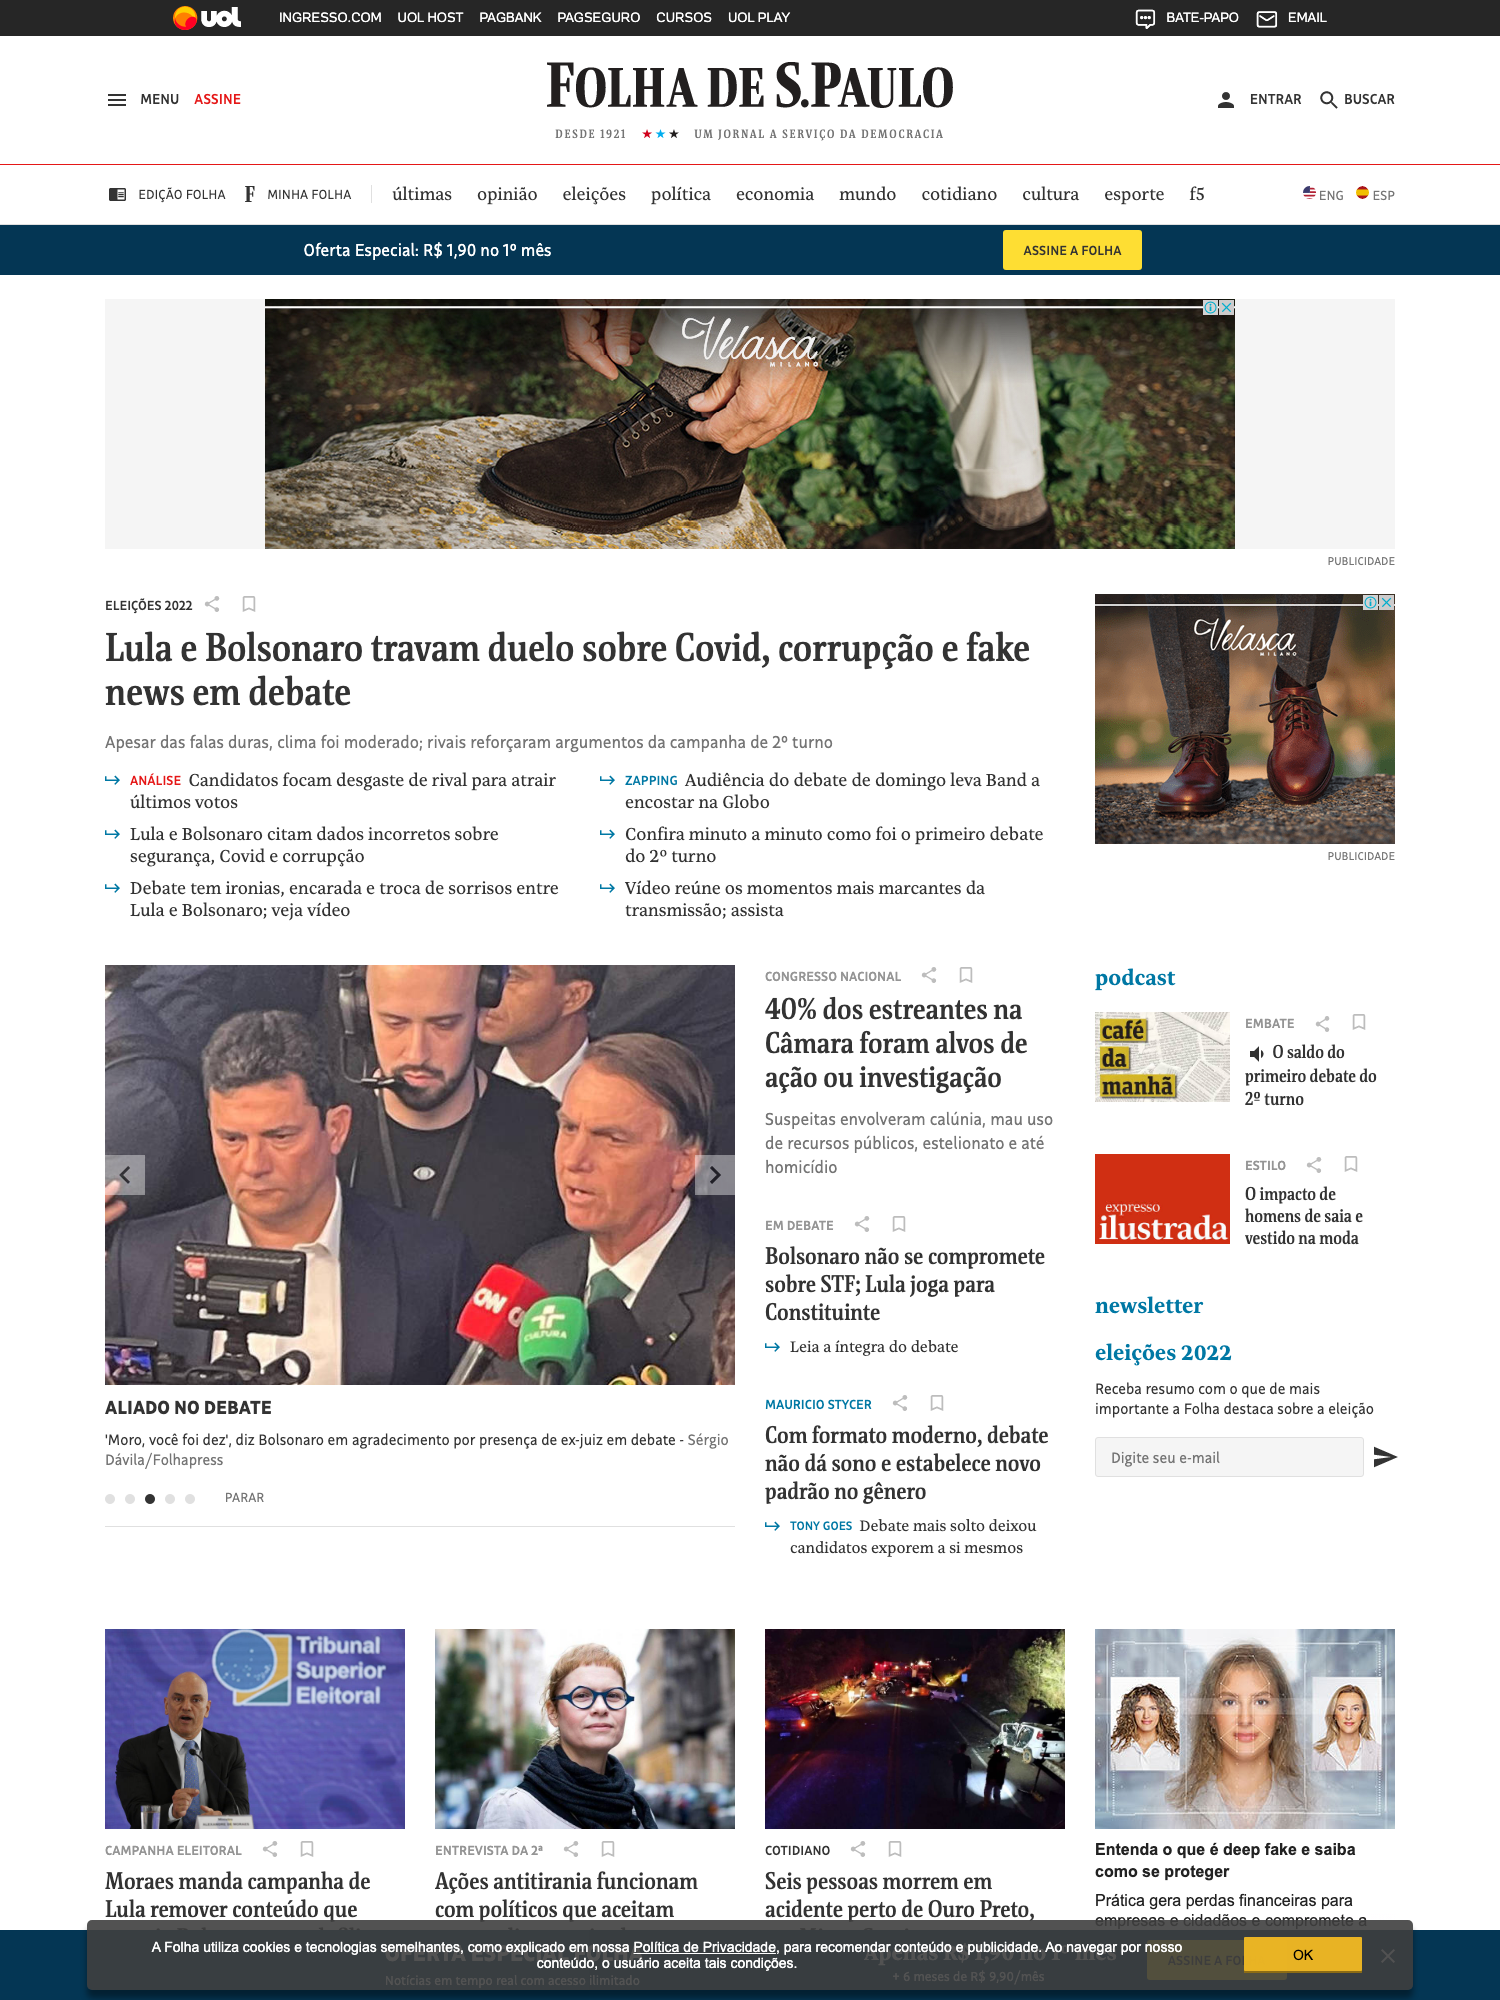 uol
INGRESSO.COM UOL HOST PAGBANK PAGSEGURO CURSOS UOL PLAY
BATE-PAPO EMAIL
MENU ASSINE
FOLHA DE S.PAULO
DESDE 1921 ★★★ UM JORNAL A SERVIÇO DA DEMOCRACIA
ENTRAR BUSCAR
EDIÇÃO FOLHA
F MINHA FOLHA
últimas opinião eleições política economia mundo cotidiano cultura esporte f5
ENG ESP
Oferta Especial: R$ 1,90 no 1º mês
ASSINE A FOLHA
Velasca
MILANO
PUBLICIDADE
ELEIÇÕES 2022
Lula e Bolsonaro travam duelo sobre Covid, corrupção e fake
news em debate
Apesar das falas duras, clima foi moderado; rivais reforçaram argumentos da campanha de 2º turno
ANÁLISE Candidatos focam desgaste de rival para atrair
últimos votos
Lula e Bolsonaro citam dados incorretos sobre
segurança, Covid e corrupção
Debate tem ironias, encarada e troca de sorrisos entre
Lula e Bolsonaro; veja vídeo
ZAPPING Audiência do debate de domingo leva Band a
encostar na Globo
Confira minuto a minuto como foi o primeiro debate
do 2º turno
Vídeo reúne os momentos mais marcantes da
transmissão; assista
Velasca
MILANO
PUBLICIDADE
CNN
CULTURA
ALIADO NO DEBATE
'Moro, você foi dez', diz Bolsonaro em agradecimento por presença de ex-juiz em debate - Sérgio
Dávila/Folhapress
PARAR
CONGRESSO NACIONAL
40% dos estreantes na
Câmara foram alvos de
ação ou investigação
Suspeitas envolveram calúnia, mau uso
de recursos públicos, estelionato e até
homicídio
EM DEBATE
Bolsonaro não se compromete
sobre STF; Lula joga para
Constituinte
Leia a íntegra do debate
MAURICIO STYCER
Com formato moderno, debate
não dá sono e estabelece novo
padrão no gênero
TONY GOES Debate mais solto deixou
candidatos exporem a si mesmos
podcast
café
da
manhã
EMBATE
O saldo do
primeiro debate do
2º turno
expresso
ilustrada
ESTILO
O impacto de
homens de saia e
vestido na moda
newsletter
eleições 2022
Receba resumo com o que de mais
importante a Folha destaca sobre a eleição
Digite seu e-mail
Tribunal
Superior
Eleitoral
CAMPANHA ELEITORAL
Moraes manda campanha de
Lula remover conteúdo que
ENTREVISTA DA 2ª
Ações antitirania funcionam
com políticos que aceitam
COTIDIANO
Seis pessoas morrem em
acidente perto de Ouro Preto,
Entenda o que é deep fake e saiba
como se proteger
Prática gera perdas financeiras para
empresas e cidadãos e compromete a
A Folha utiliza cookies e tecnologias semelhantes, como explicado em nossa Política de Privacidade, para recomendar conteúdo e publicidade. Ao navegar por nosso
conteúdo, o usuário aceita tais condições.
OK
Notícias em tempo real com acesso ilimitado
Apenas R$ 1,90 no 1º mês
+ 6 meses de R$ 9,90/mês
ASSINE A FO